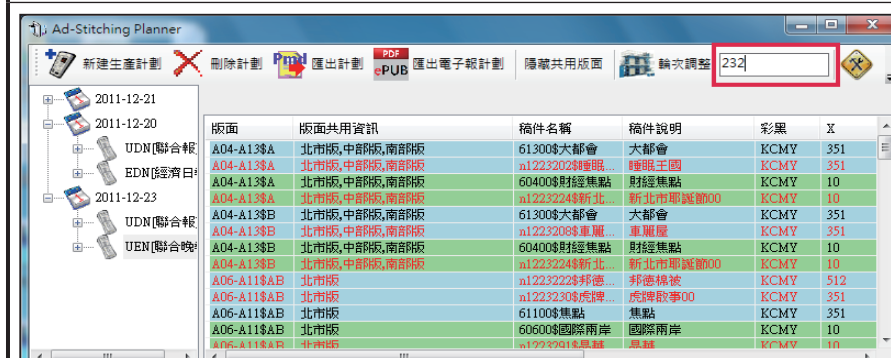 Ad-Stitching Planner
新建生產計劃 刪除計劃 Pmd 匯出計劃 PDF ePUB 匯出電子報計劃 隱藏共用版面 輪次調整 232
2011-12-21
2011-12-20
UDN[聯合報
EDN[經濟日
2011-12-23
UDN[聯合報
UEN[聯合晚
版面 版面共用資訊 稿件名稱 稿件說明 彩黑 X
A04-A13$A 北市版,中部版,南部版 61300$大都會 大都會 KCMY 351
A04-A13$A 北市版,中部版,南部版 n1223202$睡眠... 睡眠王國 KCMY 351
A04-A13$A 北市版,中部版,南部版 60400$財經焦點 財經焦點 KCMY 10
A04-A13$A 北市版,中部版,南部版 n1223224$新北... 新北市耶誕節00 KCMY 10
A04-A13$B 北市版,中部版,南部版 61300$大都會 大都會 KCMY 351
A04-A13$B 北市版,中部版,南部版 n1223208$車麗... 車麗屋 KCMY 351
A04-A13$B 北市版,中部版,南部版 60400$財經焦點 財經焦點 KCMY 10
A04-A13$B 北市版,中部版,南部版 n1223224$新北... 新北市耶誕節00 KCMY 10
A06-A11$AB 北市版 n1223222$邦德... 邦德棉被 KCMY 512
A06-A11$AB 北市版 n1223230$虎牌... 虎牌啟事00 KCMY 351
A06-A11$AB 北市版 61100$焦點 焦點 KCMY 351
A06-A11$AB 北市版 60600$國際兩岸 國際兩岸 KCMY 10
A06-A11$AB 北市版 n1223291$晶越 晶越 KCMY 10